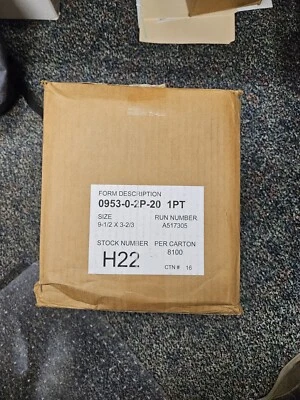 FORM DESCRIPTION
0953-0-2P-20 1PT
SIZE RUN NUMBER
9-1/2 X 3-2/3 A517305
STOCK NUMBER PER CARTON
H22 8100
CTN # 16